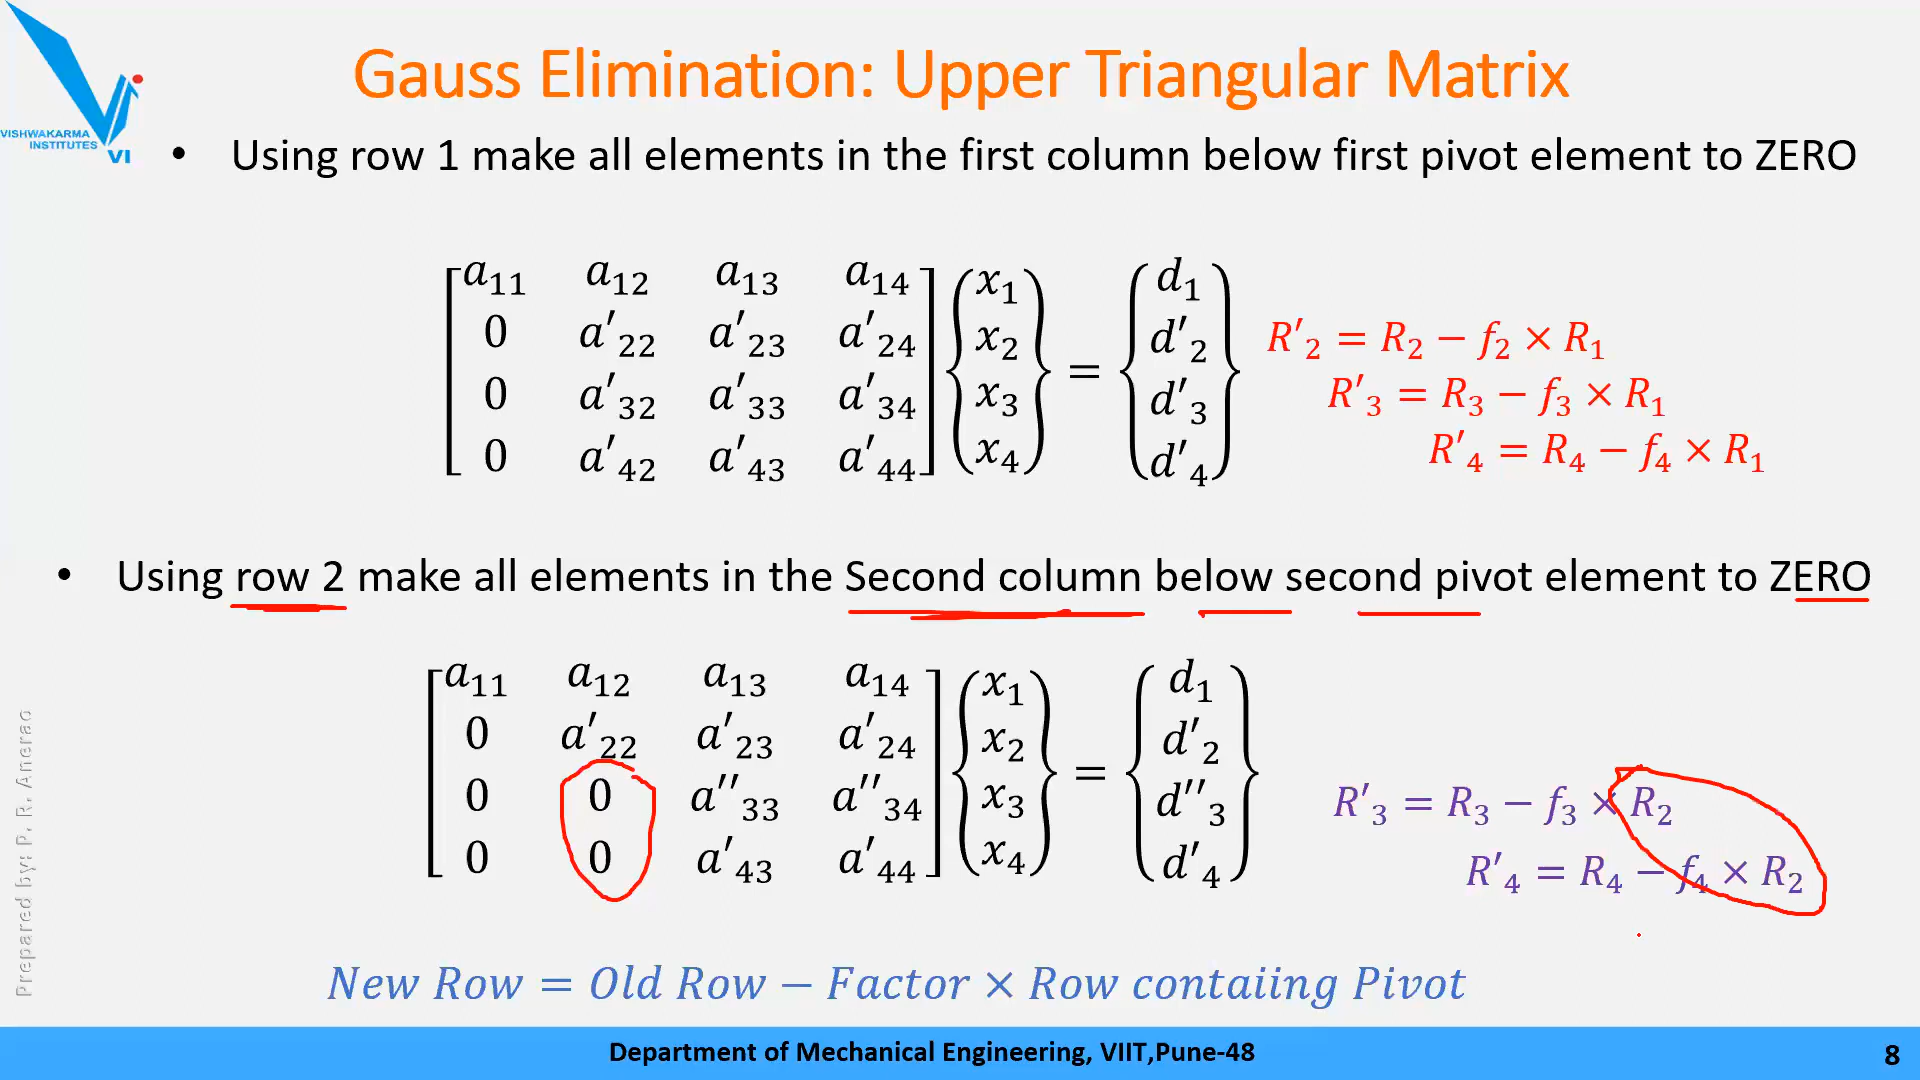 Gauss Elimination: Upper Triangular Matrix
VISHWAKARMA
INSTITUTES
VI
• Using row 1 make all elements in the first column below first pivot element to ZERO
a₁₁ a₁₂ a₁₃ a₁₄ x₁ d₁
0 a′₂₂ a′₂₃ a′₂₄ x₂ d′₂ R′₂ = R₂ − f₂ × R₁
=
0 a′₃₂ a′₃₃ a′₃₄ x₃ d′₃ R′₃ = R₃ − f₃ × R₁
0 a′₄₂ a′₄₃ a′₄₄ x₄ d′₄ R′₄ = R₄ − f₄ × R₁
• Using row 2 make all elements in the Second column below second pivot element to ZERO
a₁₁ a₁₂ a₁₃ a₁₄ x₁ d₁
0 a′₂₂ a′₂₃ a′₂₄ x₂ d′₂
=
0 0 a′′₃₃ a′′₃₄ x₃ d′′₃ R′₃ = R₃ − f₃ × R₂
0 0 a′₄₃ a′₄₄ x₄ d′₄ R′₄ = R₄ − f₄ × R₂
New Row = Old Row − Factor × Row contaiing Pivot
Prepared by: P. R. Anerao
Department of Mechanical Engineering, VIIT,Pune-48
8